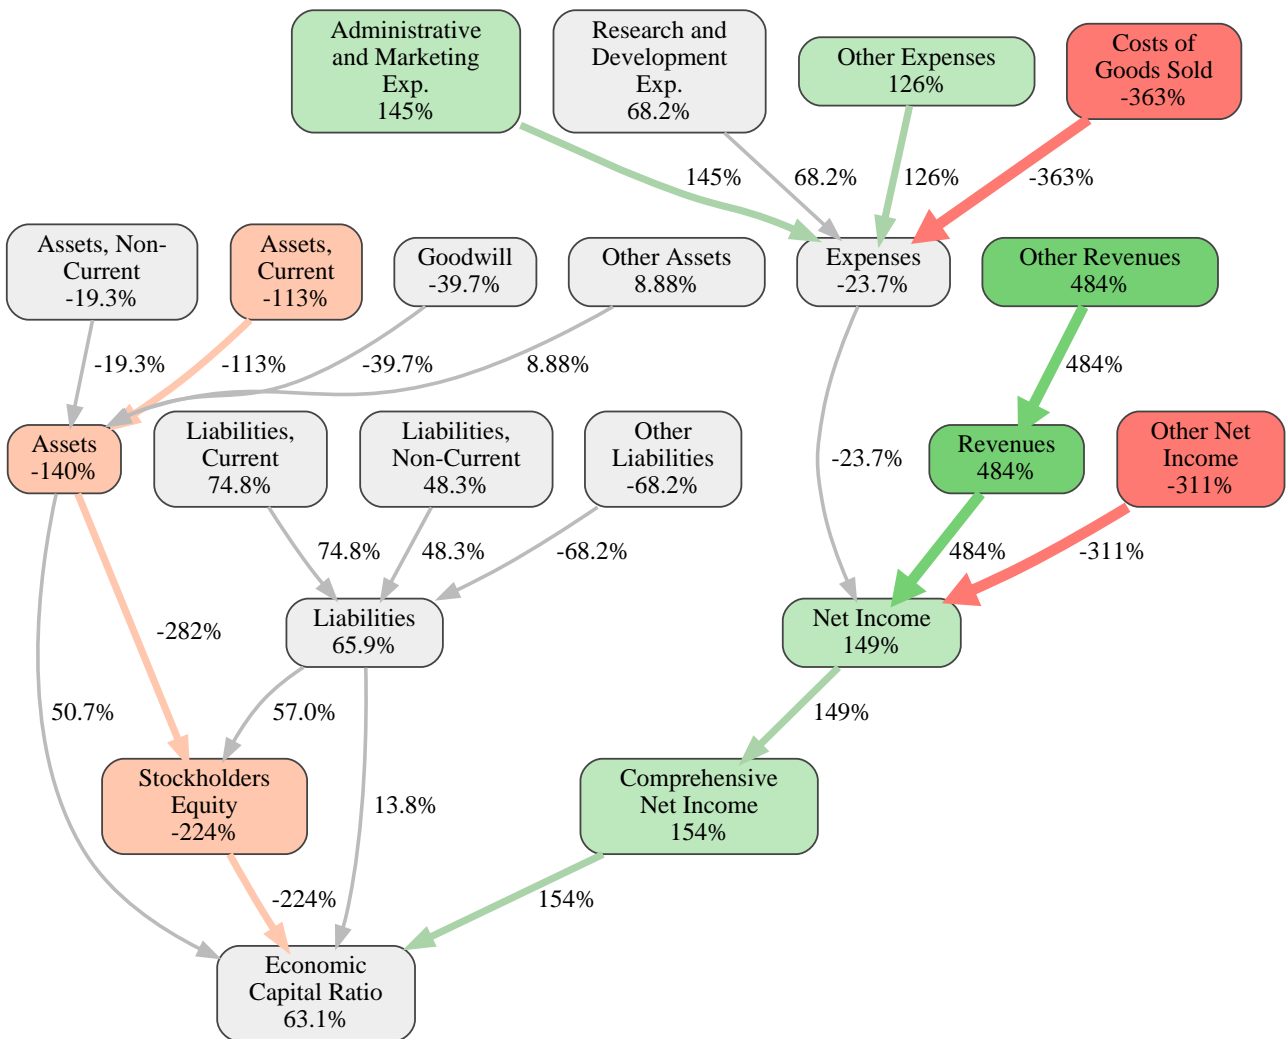 Administrative
and Marketing
Exp.
145%
Research and
Development
Exp.
68.2%
Other Expenses
126%
Costs of
Goods Sold
-363%
145%
68.2%
126%
-363%
Assets, Non-
Current
-19.3%
Assets,
Current
-113%
Goodwill
-39.7%
Other Assets
8.88%
Expenses
-23.7%
Other Revenues
484%
-19.3%
-113%
-39.7%
8.88%
484%
Assets
-140%
Liabilities,
Current
74.8%
Liabilities,
Non-Current
48.3%
Other
Liabilities
-68.2%
-23.7%
Revenues
484%
Other Net
Income
-311%
74.8%
48.3%
-68.2%
484%
-311%
-282%
Liabilities
65.9%
Net Income
149%
50.7%
57.0%
149%
Stockholders
Equity
-224%
13.8%
Comprehensive
Net Income
154%
-224%
154%
Economic
Capital Ratio
63.1%